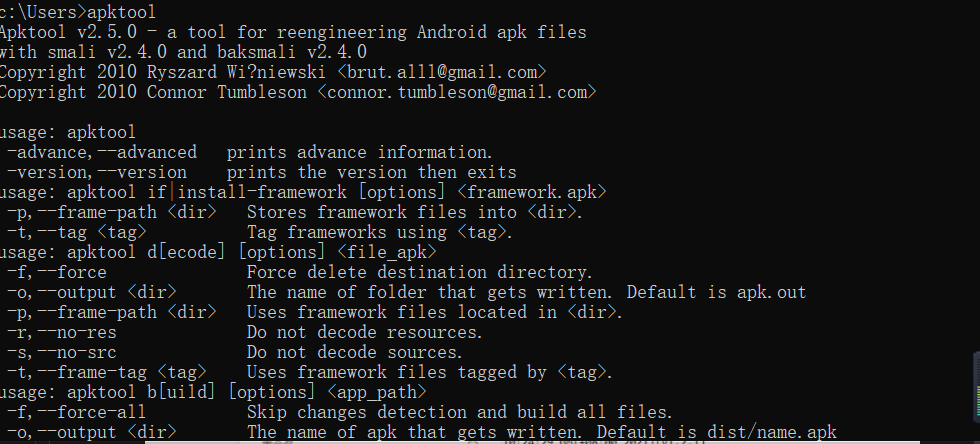 c:\Users>apktool
Apktool v2.5.0 - a tool for reengineering Android apk files
with smali v2.4.0 and baksmali v2.4.0
Copyright 2010 Ryszard Wi?niewski <brut.alll@gmail.com>
Copyright 2010 Connor Tumbleson <connor.tumbleson@gmail.com>
usage: apktool
-advance,--advanced prints advance information.
-version,--version prints the version then exits
usage: apktool if|install-framework [options] <framework.apk>
-p,--frame-path <dir> Stores framework files into <dir>.
-t,--tag <tag> Tag frameworks using <tag>.
usage: apktool d[ecode] [options] <file_apk>
-f,--force Force delete destination directory.
-o,--output <dir> The name of folder that gets written. Default is apk.out
-p,--frame-path <dir> Uses framework files located in <dir>.
-r,--no-res Do not decode resources.
-s,--no-src Do not decode sources.
-t,--frame-tag <tag> Uses framework files tagged by <tag>.
usage: apktool b[uild] [options] <app_path>
-f,--force-all Skip changes detection and build all files.
-o,--output <dir> The name of apk that gets written. Default is dist/name.apk